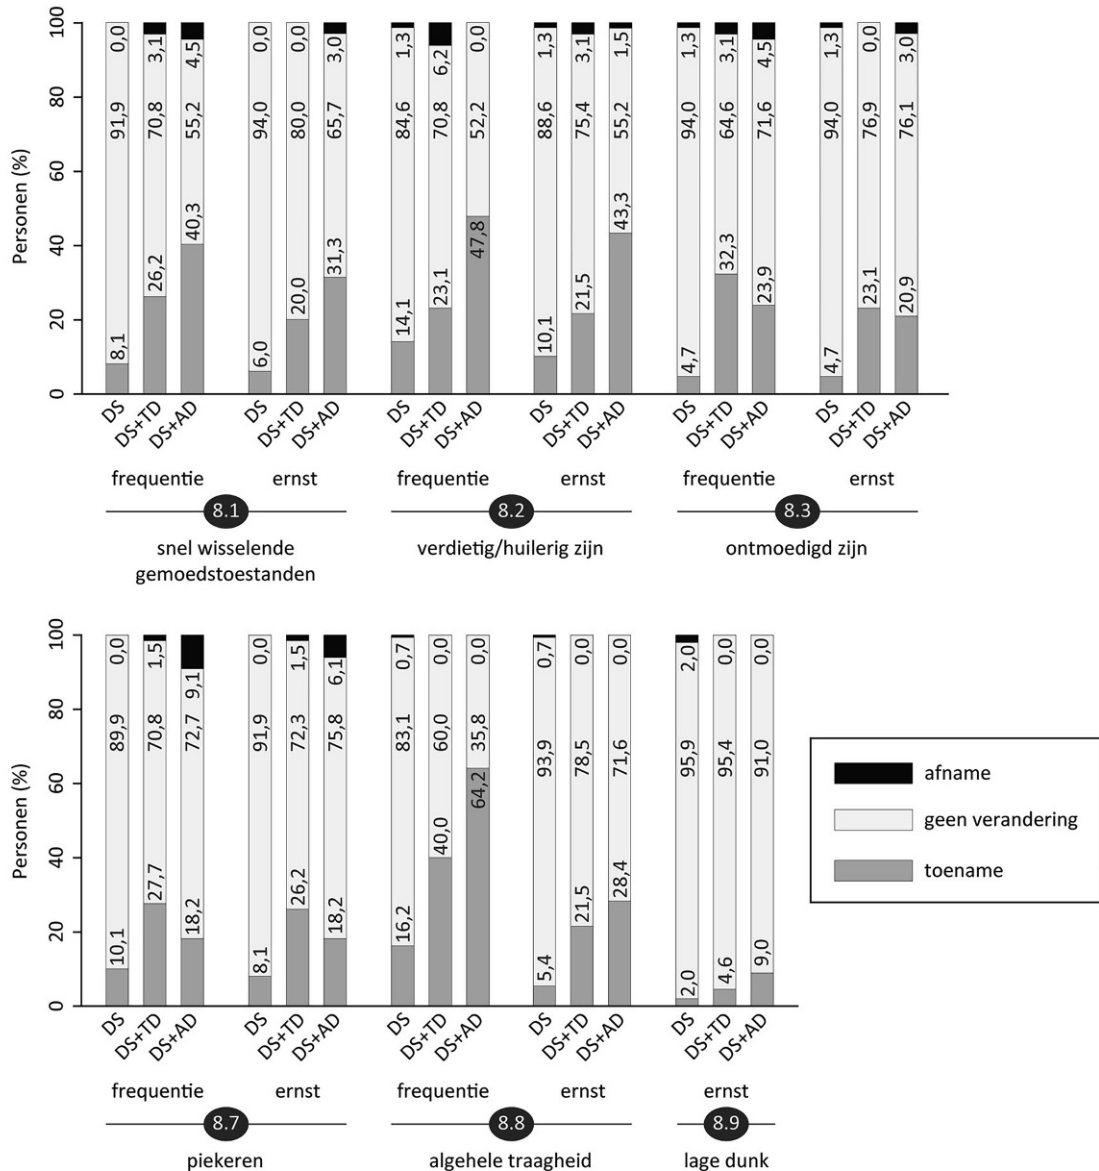 100
80
60
40
20
0
Personen (%)
0,0 3,1 4,5 0,0 0,0 3,0 1,3 6,2 0,0 1,3 3,1 1,5 1,3 3,1 4,5 1,3 0,0 3,0
91,9 70,8 55,2 94,0 80,0 65,7 84,6 70,8 52,2 88,6 75,4 55,2 94,0 64,6 71,6 94,0 76,9 76,1
8,1 26,2 40,3 6,0 20,0 31,3 14,1 23,1 47,8 10,1 21,5 43,3 4,7 32,3 23,9 4,7 23,1 20,9
DS DS+TD DS+AD DS DS+TD DS+AD DS DS+TD DS+AD DS DS+TD DS+AD DS DS+TD DS+AD DS DS+TD DS+AD
frequentie ernst frequentie ernst frequentie ernst
8.1 8.2 8.3
snel wisselende verdietig/huilerig zijn ontmoedigd zijn
gemoedstoestanden
100
80
60
40
20
0
Personen (%)
0,0 1,5 9,1 0,0 1,5 6,1 0,7 0,0 0,0 0,7 0,0 0,0 2,0 0,0 0,0
89,9 70,8 72,7 91,9 72,3 75,8 83,1 60,0 35,8 93,9 78,5 71,6 95,9 95,4 91,0
10,1 27,7 18,2 8,1 26,2 18,2 16,2 40,0 64,2 5,4 21,5 28,4 2,0 4,6 9,0
DS DS+TD DS+AD DS DS+TD DS+AD DS DS+TD DS+AD DS DS+TD DS+AD DS DS+TD DS+AD
frequentie ernst frequentie ernst ernst
8.7 8.8 8.9
piekeren algehele traagheid lage dunk
afname
geen verandering
toename